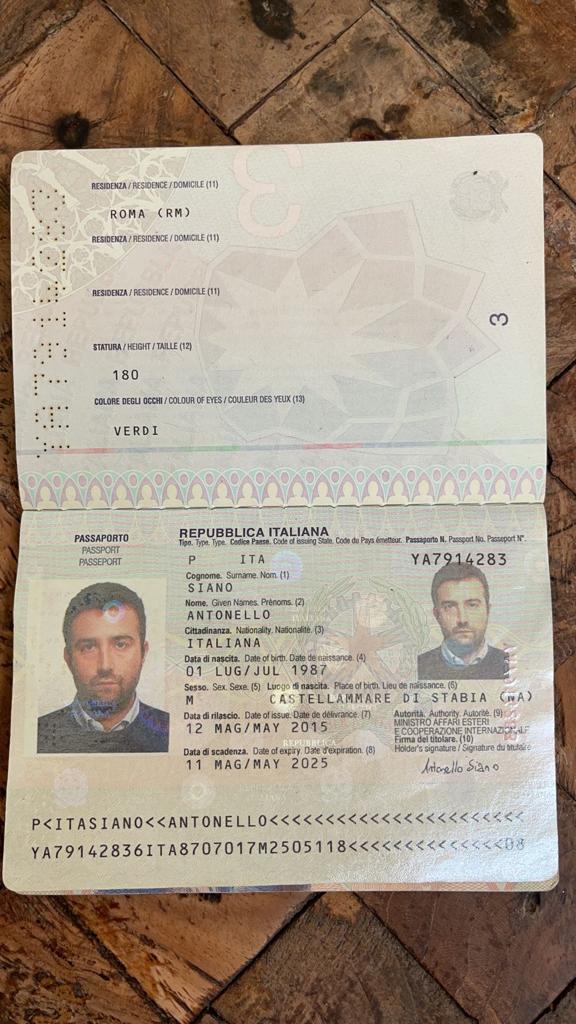 RESIDENZA / RESIDENCE / DOMICILE (11)
ROMA (RM)
RESIDENZA / RESIDENCE / DOMICILE (11)
RESIDENZA / RESIDENCE / DOMICILE (11)
STATURA / HEIGHT / TAILLE (12)
180
COLORE DEGLI OCCHI / COLOUR OF EYES / COULEUR DES YEUX (13)
VERDI
3
3
PASSAPORTO
PASSPORT
PASSEPORT
REPUBBLICA ITALIANA
Tipo. Type. Type. Codice Paese. Code of issuing State. Code du Pays émetteur. Passaporto N. Passport No. Passeport N°.
P ITA YA7914283
Cognome. Surname. Nom. (1)
SIANO
Nome. Given Names. Prénoms. (2)
ANTONELLO
Cittadinanza. Nationality. Nationalité. (3)
ITALIANA
Data di nascita. Date of birth. Date de naissance. (4)
01 LUG/JUL 1987
Sesso. Sex. Sexe. (5) Luogo di nascita. Place of birth. Lieu de naissance. (6)
M CASTELLAMMARE DI STABIA (NA)
Data di rilascio. Date of issue. Date de délivrance. (7)
12 MAG/MAY 2015
Autorità. Authority. Autorité. (9)
MINISTRO AFFARI ESTERI
E COOPERAZIONE INTERNAZIONALE
Data di scadenza. Date of expiry. Date d'expiration. (8)
11 MAG/MAY 2025
Firma del titolare. (10)
Holder's signature / Signature du titulaire
Antonello Siano
REPUBBLICA
P<ITASIANO<<ANTONELLO<<<<<<<<<<<<<<<<<<<<<<<
YA79142836ITA8707017M2505118<<<<<<<<<<<<<<08